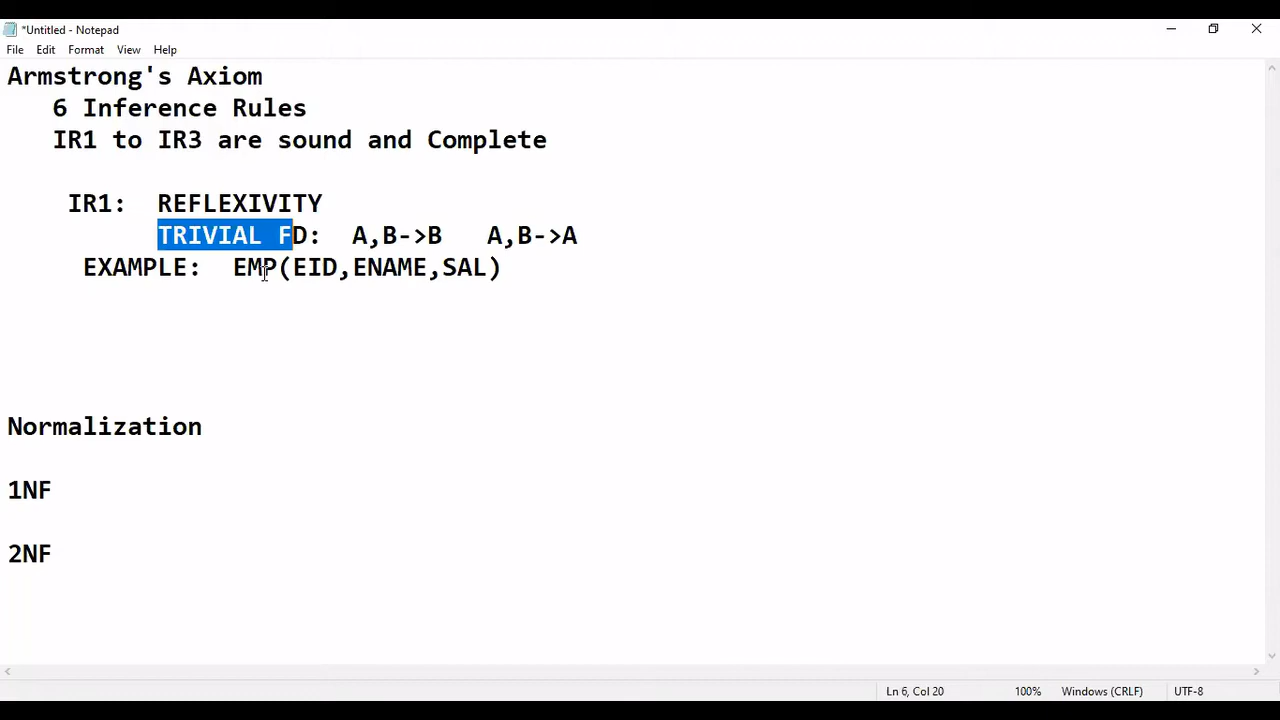 *Untitled - Notepad
File Edit Format View Help
Armstrong's Axiom
6 Inference Rules
IR1 to IR3 are sound and Complete
IR1: REFLEXIVITY
TRIVIAL FD: A,B->B A,B->A
EXAMPLE: EMP(EID,ENAME,SAL)
Normalization
1NF
2NF
Ln 6, Col 20 100% Windows (CRLF) UTF-8